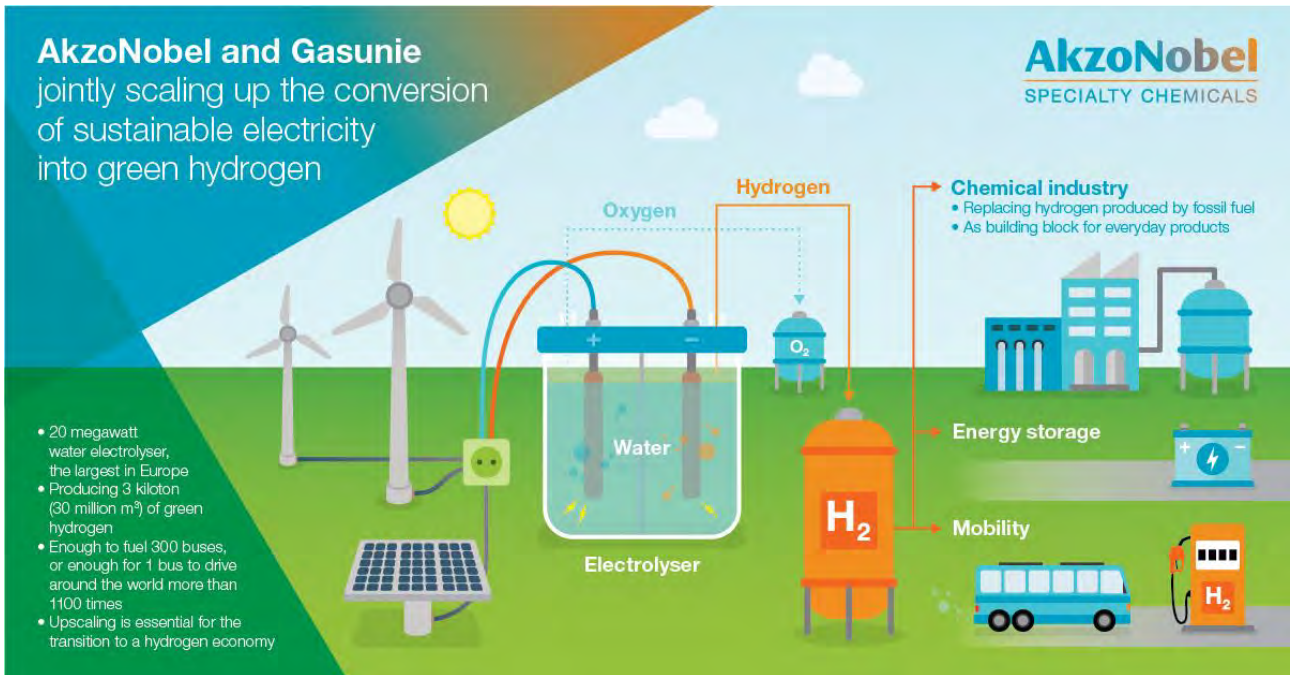 AkzoNobel and Gasunie
jointly scaling up the conversion
of sustainable electricity
into green hydrogen
AkzoNobel
SPECIALTY CHEMICALS
Hydrogen
Oxygen
Chemical industry
• Replacing hydrogen produced by fossil fuel
• As building block for everyday products
+
−
O₂
Water
Electrolyser
H₂
Energy storage
+ −
Mobility
H₂
• 20 megawatt
water electrolyser,
the largest in Europe
• Producing 3 kiloton
(30 million m³) of green
hydrogen
• Enough to fuel 300 buses,
or enough for 1 bus to drive
around the world more than
1100 times
• Upscaling is essential for the
transition to a hydrogen economy